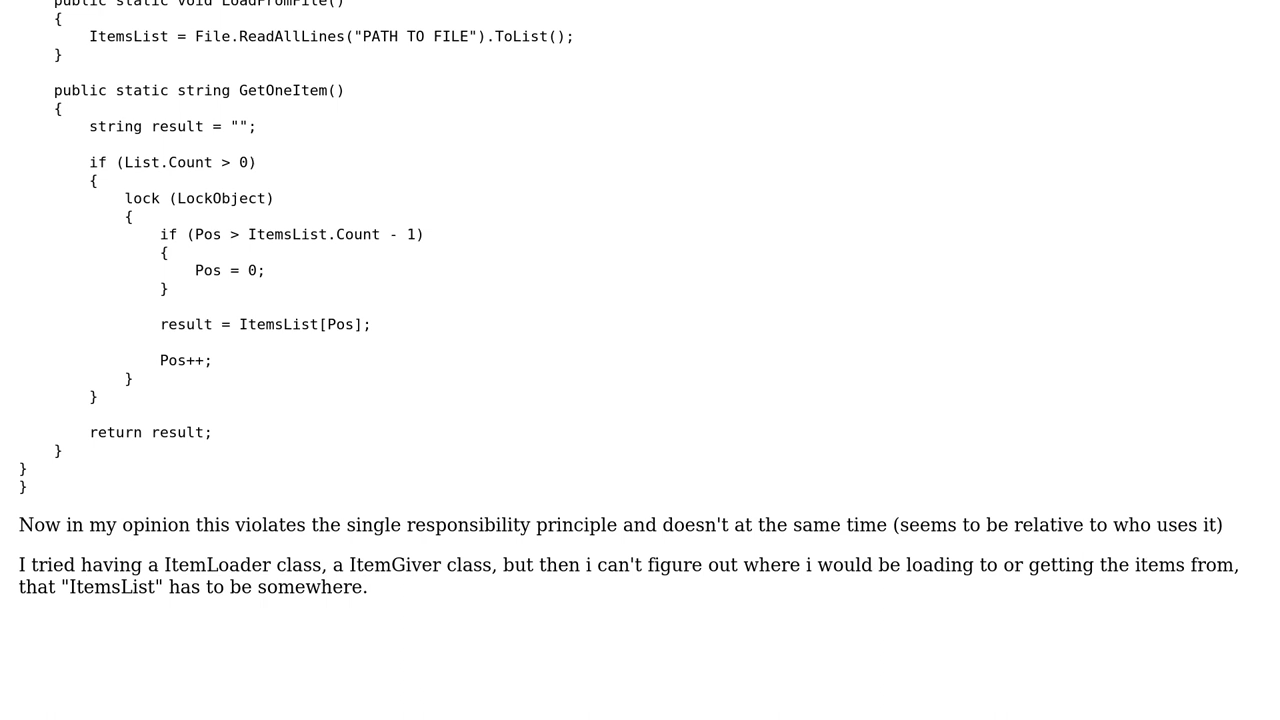 public static void LoadFromFile()
{
ItemsList = File.ReadAllLines("PATH TO FILE").ToList();
}
public static string GetOneItem()
{
string result = "";
if (List.Count > 0)
{
lock (LockObject)
{
if (Pos > ItemsList.Count - 1)
{
Pos = 0;
}
result = ItemsList[Pos];
Pos++;
}
}
return result;
}
}
}
Now in my opinion this violates the single responsibility principle and doesn't at the same time (seems to be relative to who uses it)
I tried having a ItemLoader class, a ItemGiver class, but then i can't figure out where i would be loading to or getting the items from,
that "ItemsList" has to be somewhere.